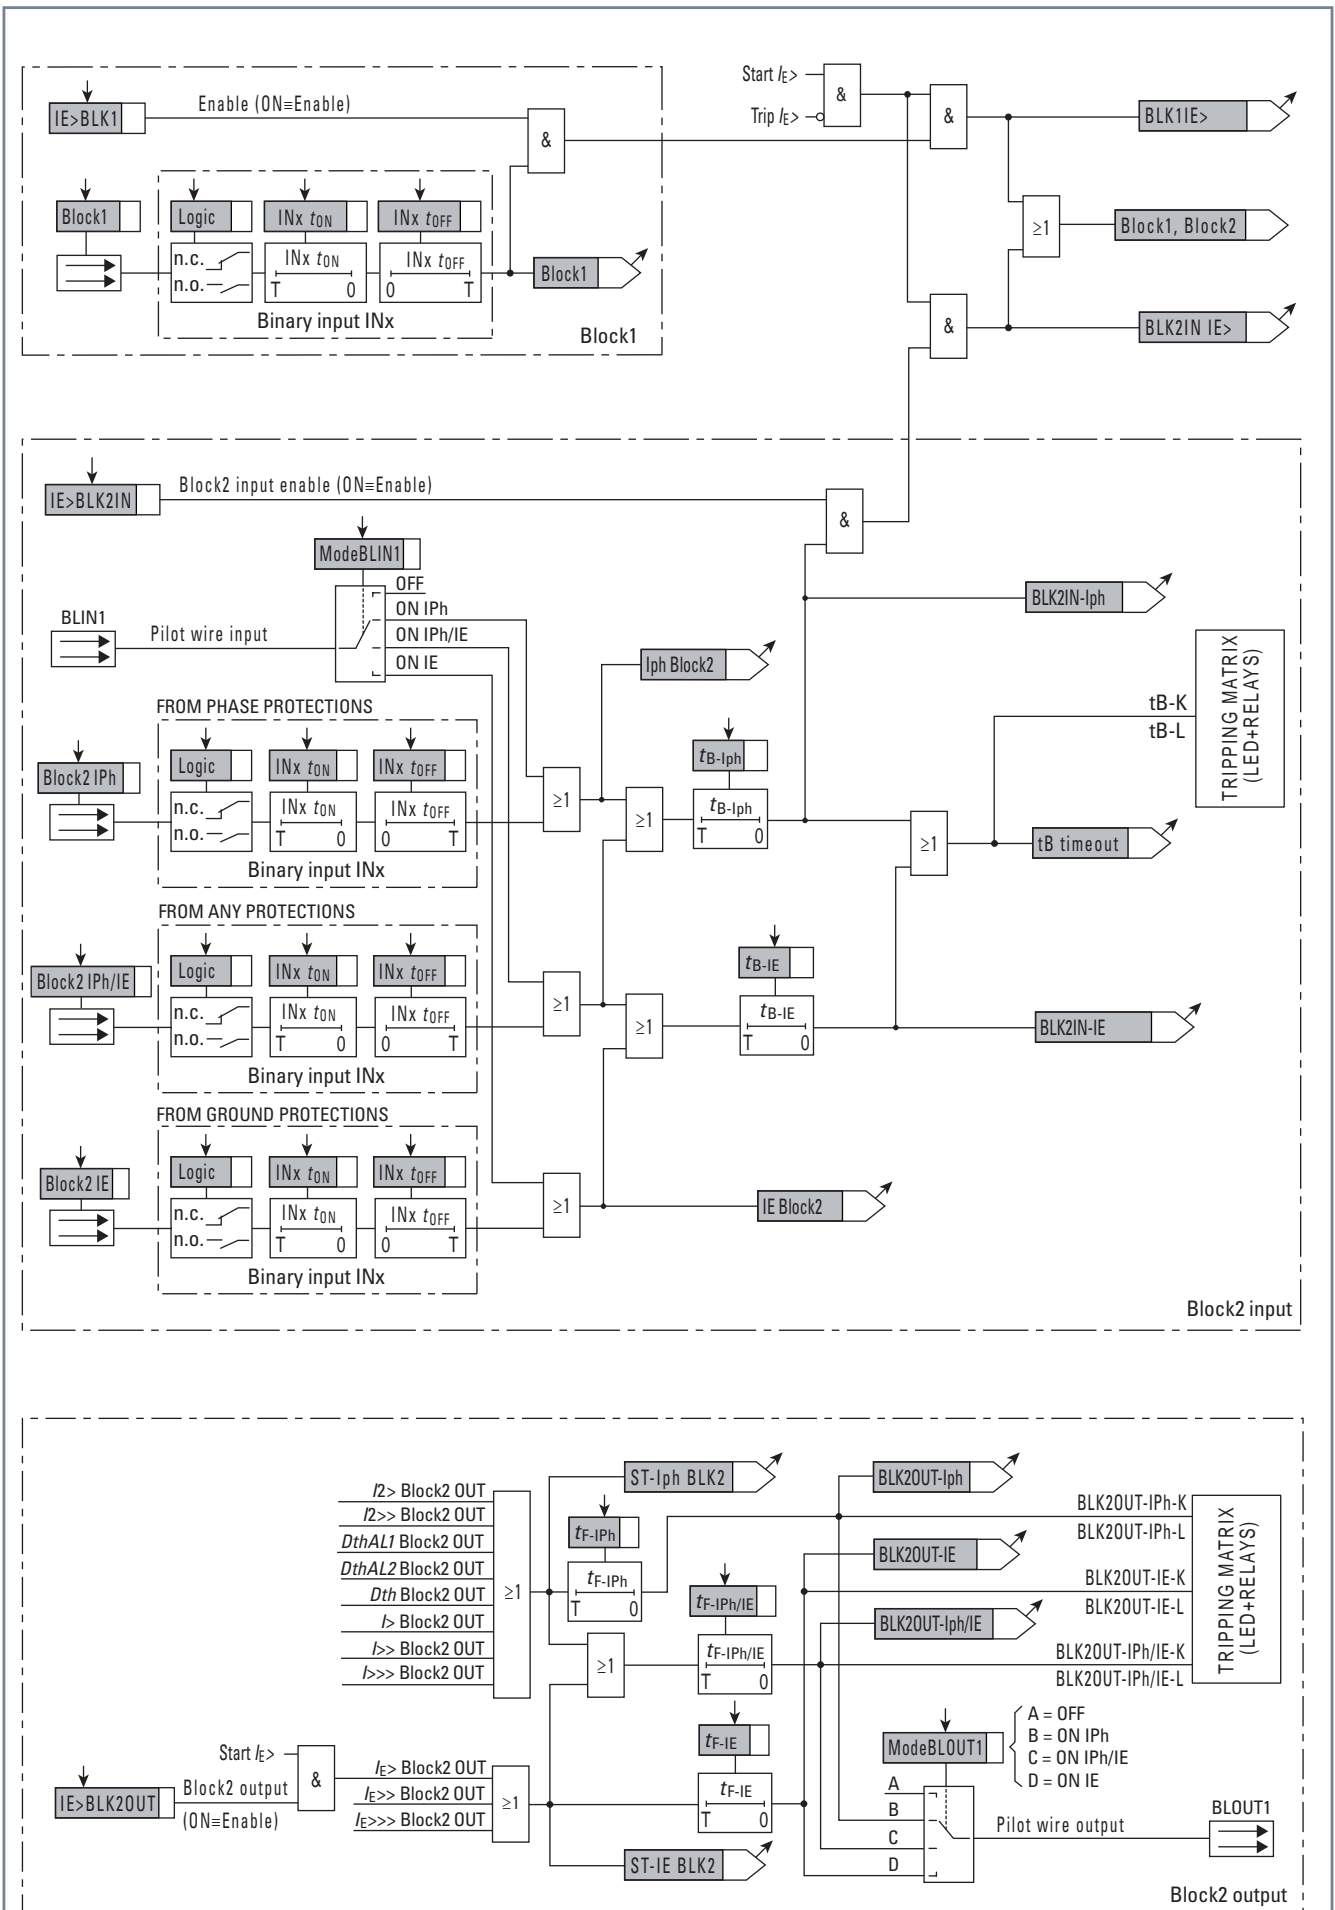 Start IE>
Trip IE>
&
&
BLK1IE>
IE>BLK1
Enable (ON≡Enable)
&
Block1
Logic
INx tON
INx tOFF
n.c.
n.o.
INx tON
T 0
INx tOFF
0 T
Binary input INx
Block1
Block1
≥1
Block1, Block2
&
BLK2IN IE>
IE>BLK2IN
Block2 input enable (ON≡Enable)
&
ModeBLIN1
OFF
ON IPh
ON IPh/IE
ON IE
BLIN1
Pilot wire input
BLK2IN-Iph
Iph Block2
TRIPPING MATRIX
(LED+RELAYS)
tB-K
tB-L
FROM PHASE PROTECTIONS
Block2 IPh
Logic
INx tON
INx tOFF
n.c.
n.o.
INx tON
T 0
INx tOFF
0 T
Binary input INx
≥1
≥1
tB-Iph
tB-Iph
T 0
≥1
tB timeout
FROM ANY PROTECTIONS
Block2 IPh/IE
Logic
INx tON
INx tOFF
n.c.
n.o.
INx tON
T 0
INx tOFF
0 T
Binary input INx
≥1
≥1
tB-IE
tB-IE
T 0
BLK2IN-IE
FROM GROUND PROTECTIONS
Block2 IE
Logic
INx tON
INx tOFF
n.c.
n.o.
INx tON
T 0
INx tOFF
0 T
Binary input INx
≥1
IE Block2
Block2 input
I2> Block2 OUT
I2>> Block2 OUT
DthAL1 Block2 OUT
DthAL2 Block2 OUT
Dth Block2 OUT
I> Block2 OUT
I>> Block2 OUT
I>>> Block2 OUT
≥1
ST-Iph BLK2
tF-IPh
tF-IPh
T 0
≥1
tF-IPh/IE
tF-IPh/IE
T 0
BLK2OUT-Iph
BLK2OUT-IE
BLK2OUT-Iph/IE
BLK2OUT-IPh-K
BLK2OUT-IPh-L
BLK2OUT-IE-K
BLK2OUT-IE-L
BLK2OUT-IPh/IE-K
BLK2OUT-IPh/IE-L
TRIPPING MATRIX
(LED+RELAYS)
Start IE>
IE>BLK2OUT
Block2 output
(ON≡Enable)
&
IE> Block2 OUT
IE>> Block2 OUT
IE>>> Block2 OUT
≥1
tF-IE
tF-IE
T 0
ST-IE BLK2
ModeBLOUT1
A = OFF
B = ON IPh
C = ON IPh/IE
D = ON IE
A
B
C
D
Pilot wire output
BLOUT1
Block2 output